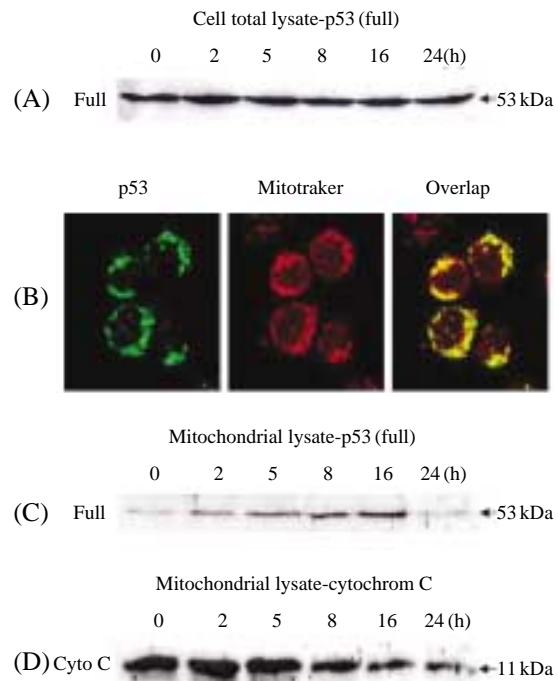 Cell total lysate-p53 (full)
0 2 5 8 16 24(h)
(A) Full 53 kDa
p53 Mitotraker Overlap
(B)
Mitochondrial lysate-p53 (full)
0 2 5 8 16 24 (h)
(C) Full 53 kDa
Mitochondrial lysate-cytochrom C
0 2 5 8 16 24 (h)
(D) Cyto C 11 kDa